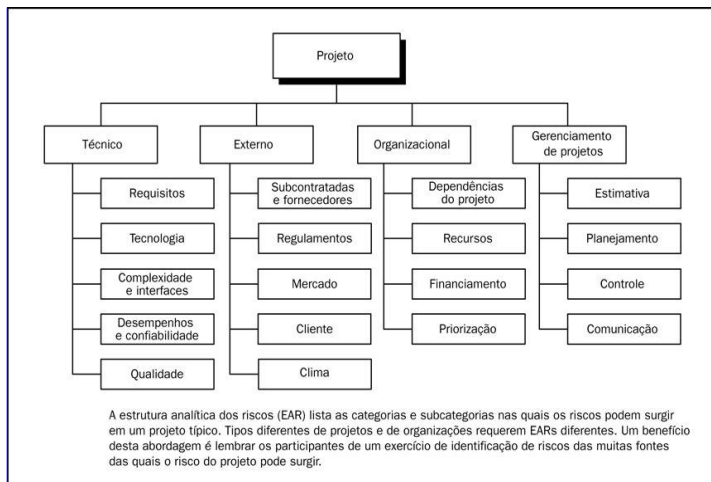 Projeto
Técnico
Externo
Organizacional
Gerenciamento
de projetos
Requisitos
Subcontratadas
e fornecedores
Dependências
do projeto
Estimativa
Tecnologia
Regulamentos
Recursos
Planejamento
Complexidade
e interfaces
Mercado
Financiamento
Controle
Desempenhos
e confiabilidade
Cliente
Priorização
Comunicação
Qualidade
Clima
A estrutura analítica dos riscos (EAR) lista as categorias e subcategorias nas quais os riscos podem surgir
em um projeto típico. Tipos diferentes de projetos e de organizações requerem EARs diferentes. Um benefício
desta abordagem é lembrar os participantes de um exercício de identificação de riscos das muitas fontes
das quais o risco do projeto pode surgir.